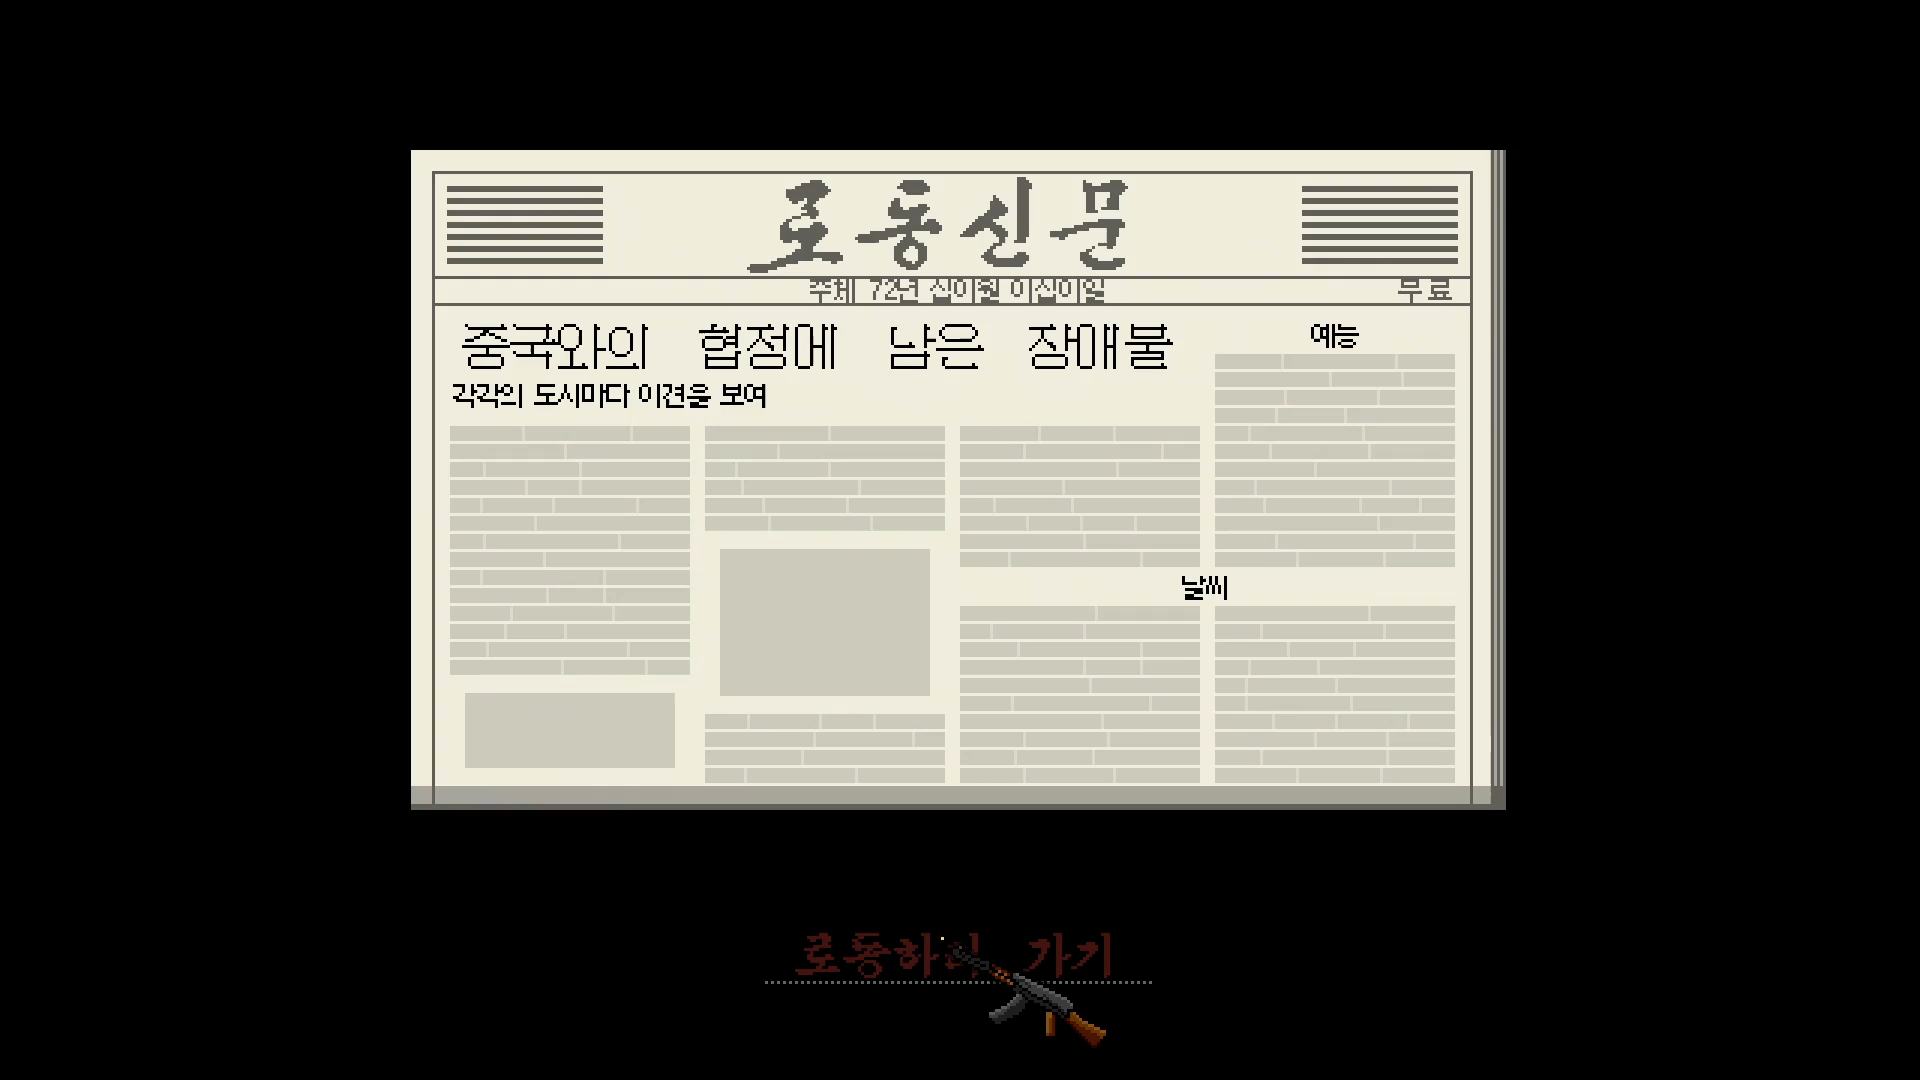 로동신문
주체 72년 십이월 이십이일
무료
중국와의 협정에 남은 장애물
각각의 도시마다 이견을 보여
예능
날씨
로동하러 가기